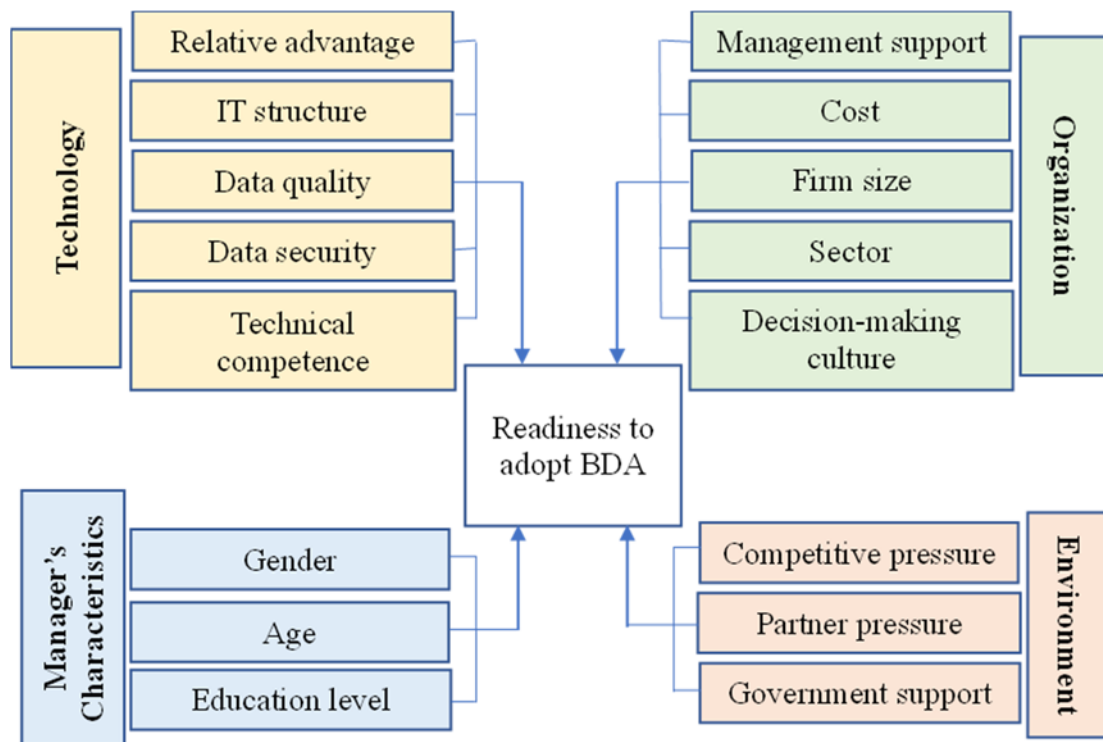 Technology
Relative advantage
IT structure
Data quality
Data security
Technical
competence
Management support
Cost
Firm size
Sector
Decision-making
culture
Organization
Readiness to
adopt BDA
Manager’s
Characteristics
Gender
Age
Education level
Competitive pressure
Partner pressure
Government support
Environment